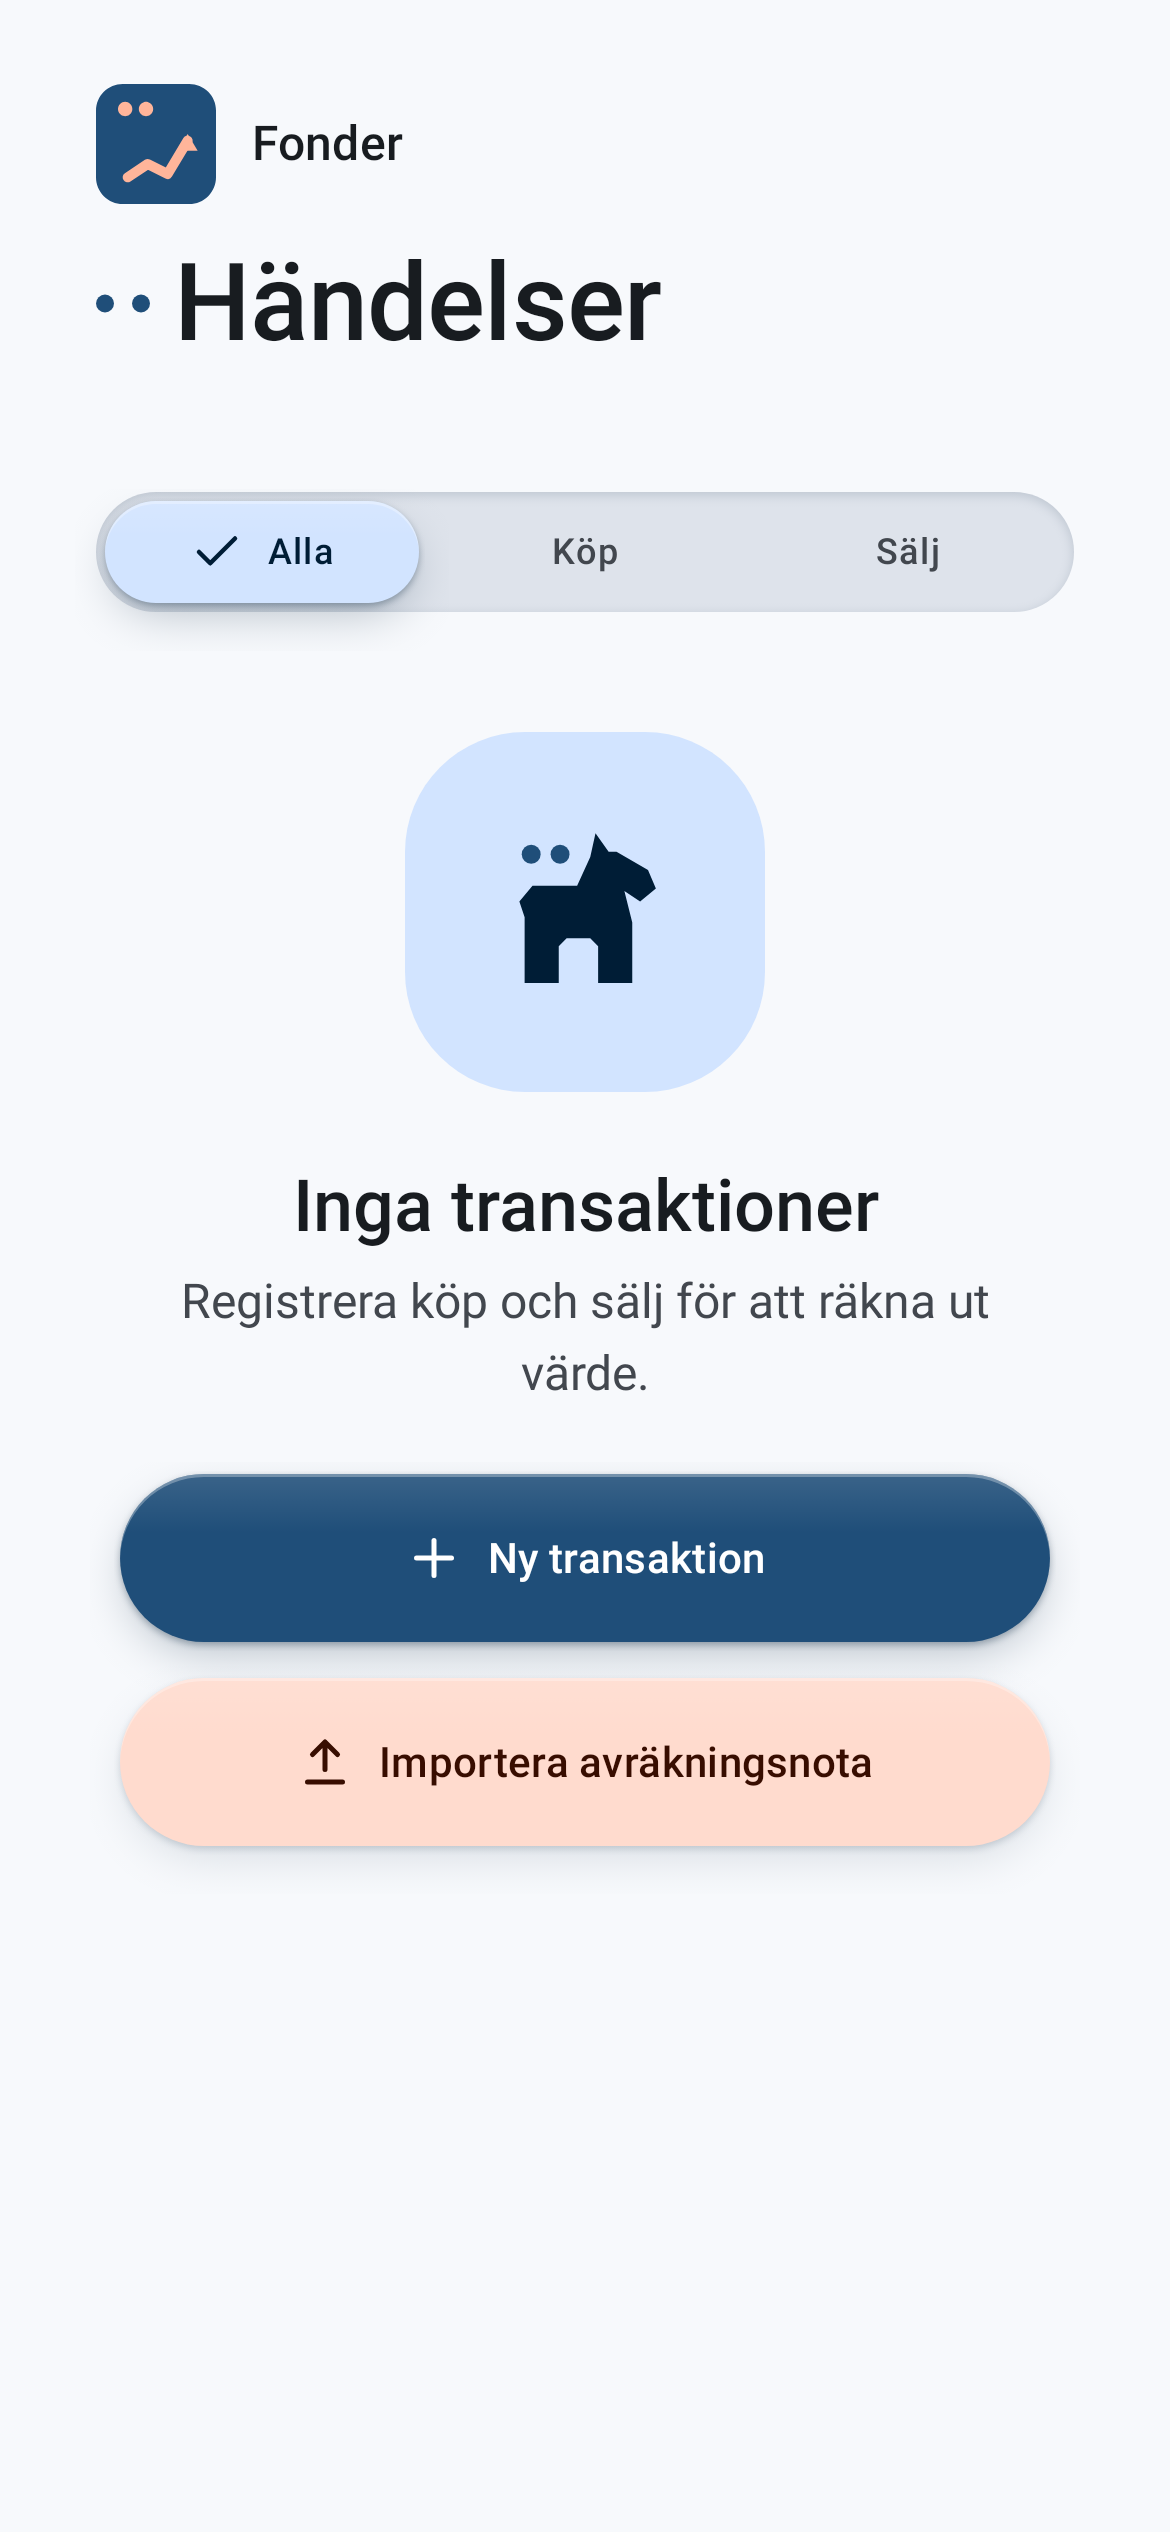 Fonder
Händelser
Alla
Köp
Sälj
Inga transaktioner
Registrera köp och sälj för att räkna ut
värde.
Ny transaktion
Importera avräkningsnota